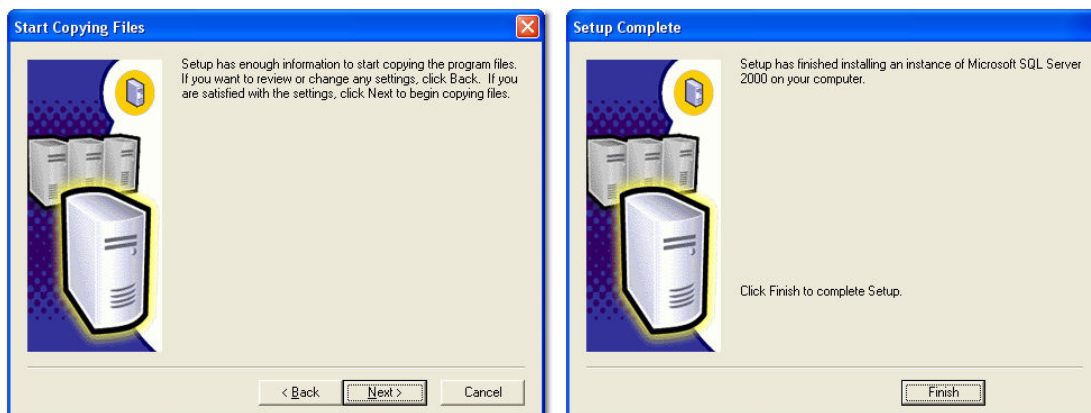 Start Copying Files
Setup has enough information to start copying the program files.
If you want to review or change any settings, click Back. If you
are satisfied with the settings, click Next to begin copying files.
< Back
Next >
Cancel
Setup Complete
Setup has finished installing an instance of Microsoft SQL Server
2000 on your computer.
Click Finish to complete Setup.
Finish